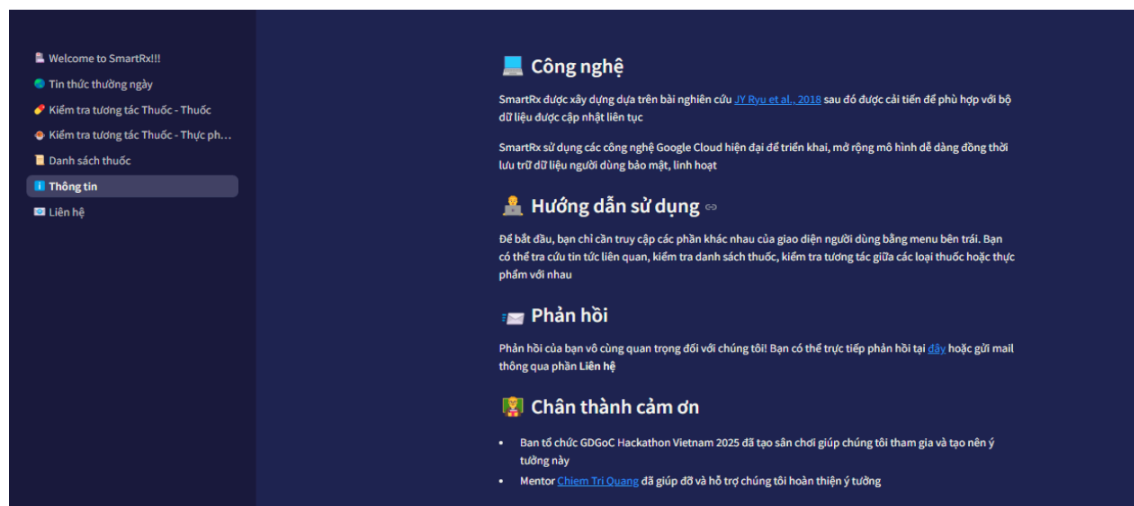 Welcome to SmartRx!!!
Tin thức thường ngày
Kiểm tra tương tác Thuốc - Thuốc
Kiểm tra tương tác Thuốc - Thực ph...
Danh sách thuốc
Thông tin
Liên hệ
Công nghệ
SmartRx được xây dựng dựa trên bài nghiên cứu JY Ryu et al., 2018 sau đó được cải tiến để phù hợp với bộ
dữ liệu được cập nhật liên tục
SmartRx sử dụng các công nghệ Google Cloud hiện đại để triển khai, mở rộng mô hình dễ dàng đồng thời
lưu trữ dữ liệu người dùng bảo mật, linh hoạt
Hướng dẫn sử dụng
Để bắt đầu, bạn chỉ cần truy cập các phần khác nhau của giao diện người dùng bằng menu bên trái. Bạn
có thể tra cứu tin tức liên quan, kiểm tra danh sách thuốc, kiểm tra tương tác giữa các loại thuốc hoặc thực
phẩm với nhau
Phản hồi
Phản hồi của bạn vô cùng quan trọng đối với chúng tôi! Bạn có thể trực tiếp phản hồi tại đây hoặc gửi mail
thông qua phần Liên hệ
Chân thành cảm ơn
• Ban tổ chức GDGoC Hackathon Vietnam 2025 đã tạo sân chơi giúp chúng tôi tham gia và tạo nên ý
tưởng này
• Mentor Chiem Tri Quang đã giúp đỡ và hỗ trợ chúng tôi hoàn thiện ý tưởng